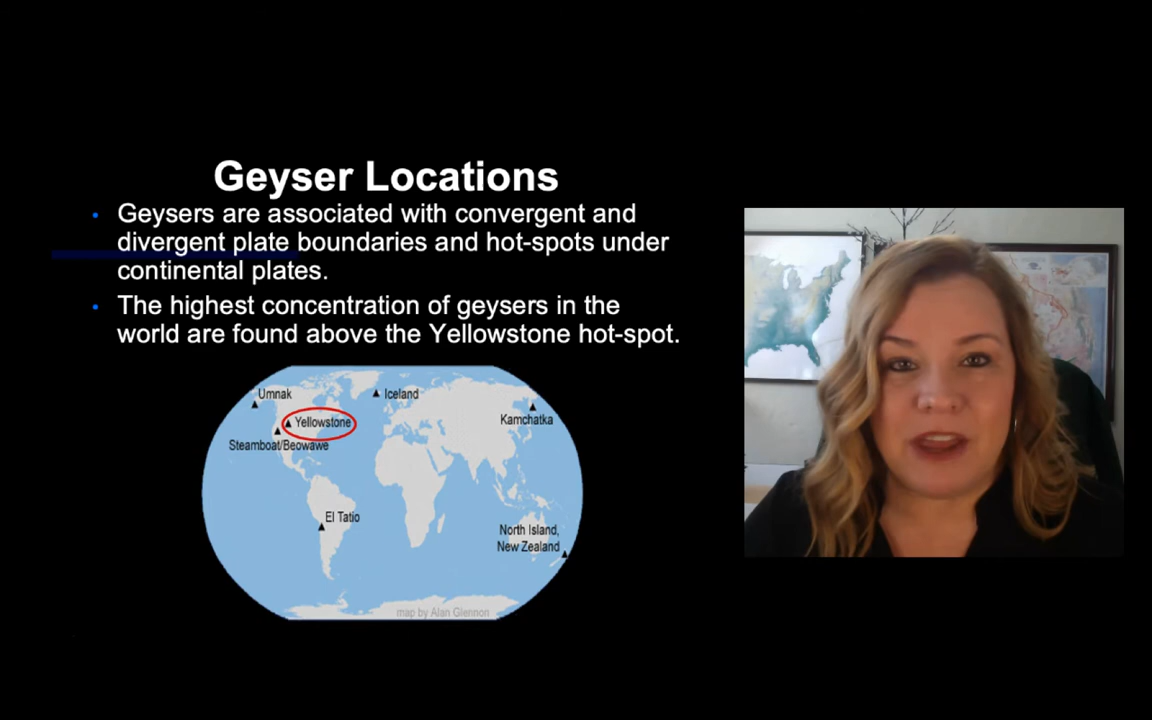 Geyser Locations
• Geysers are associated with convergent and
divergent plate boundaries and hot-spots under
continental plates.
• The highest concentration of geysers in the
world are found above the Yellowstone hot-spot.
Umnak
Iceland
Yellowstone
Kamchatka
Steamboat/Beowawe
El Tatio
North Island,
New Zealand
map by Alan Glennon